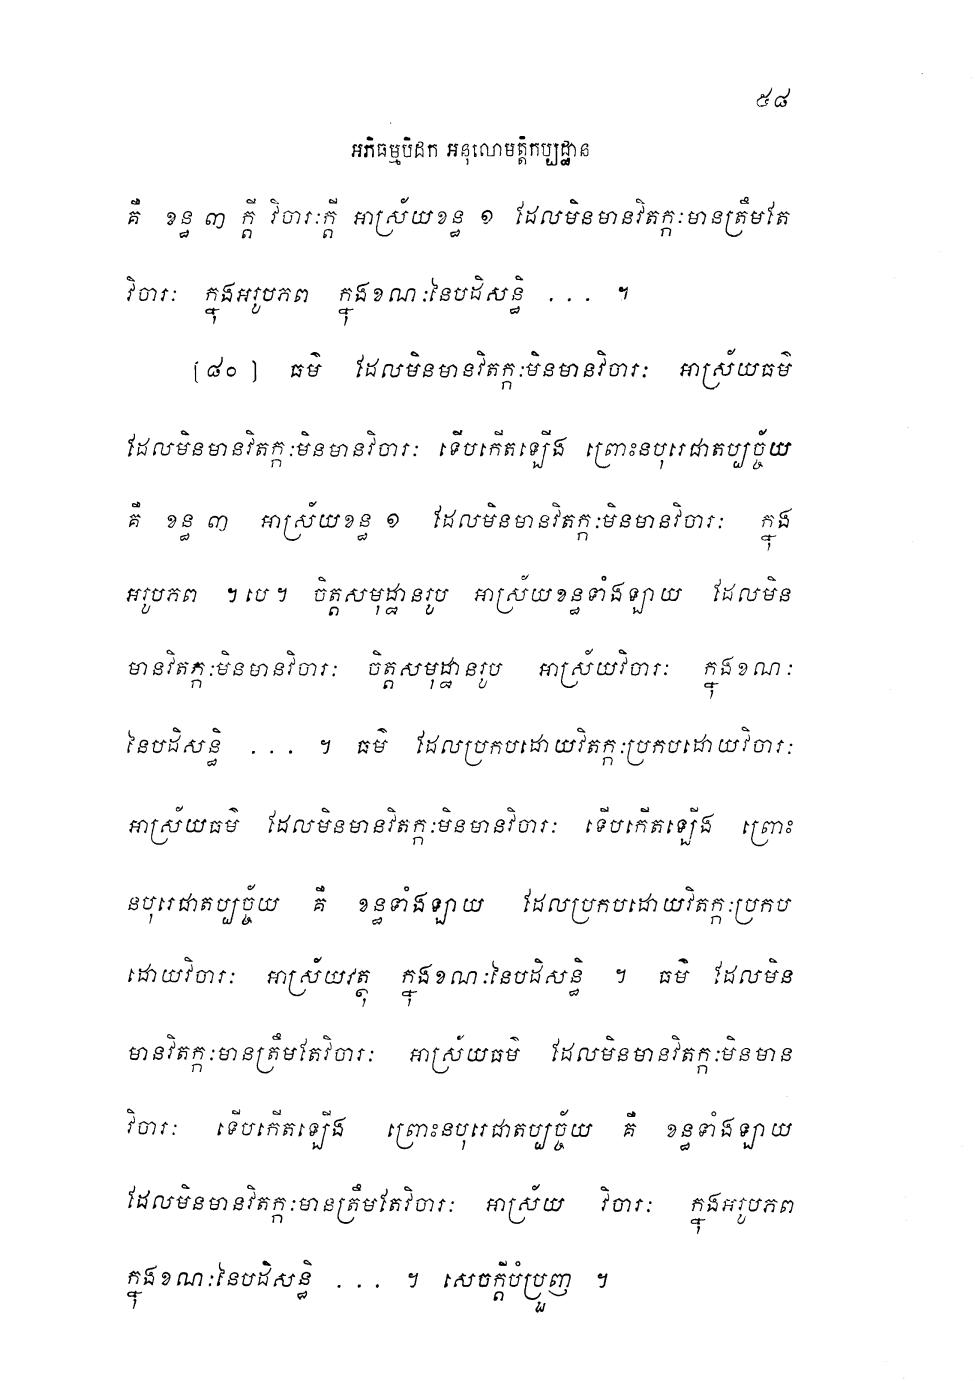 ៥៨
អភិធម្មបិដក អនុលោមត្តិកប្បដ្ឋាន
គឺ ខន្ធ ៣ ក្តី វិចារៈក្តី អាស្រ័យខន្ធ ១ ដែលមិនមានវិតក្កៈមានត្រឹមតែ
វិចារៈ ក្នុងអរូបភព ក្នុងខណៈនៃបដិសន្ធិ ... ។
[៨០] ធម៌ ដែលមិនមានវិតក្កៈមិនមានវិចារៈ អាស្រ័យធម៌
ដែលមិនមានវិតក្កៈមិនមានវិចារៈ ទើបកើតឡើង ព្រោះនបុរេជាតប្បច្ច័យ
គឺ ខន្ធ ៣ អាស្រ័យខន្ធ ១ ដែលមិនមានវិតក្កៈមិនមានវិចារៈ ក្នុង
អរូបភព ។បេ។ ចិត្តសមុដ្ឋានរូប អាស្រ័យខន្ធទាំងឡាយ ដែលមិន
មានវិតក្កៈមិនមានវិចារៈ ចិត្តសមុដ្ឋានរូប អាស្រ័យវិចារៈ ក្នុងខណៈ
នៃបដិសន្ធិ ... ។ ធម៌ ដែលប្រកបដោយវិតក្កៈប្រកបដោយវិចារៈ
អាស្រ័យធម៌ ដែលមិនមានវិតក្កៈមិនមានវិចារៈ ទើបកើតឡើង ព្រោះ
នបុរេជាតប្បច្ច័យ គឺ ខន្ធទាំងឡាយ ដែលប្រកបដោយវិតក្កៈប្រកប
ដោយវិចារៈ អាស្រ័យវត្ថុ ក្នុងខណៈនៃបដិសន្ធិ ។ ធម៌ ដែលមិន
មានវិតក្កៈមានត្រឹមតែវិចារៈ អាស្រ័យធម៌ ដែលមិនមានវិតក្កៈមិនមាន
វិចារៈ ទើបកើតឡើង ព្រោះនបុរេជាតប្បច្ច័យ គឺ ខន្ធទាំងឡាយ
ដែលមិនមានវិតក្កៈមានត្រឹមតែវិចារៈ អាស្រ័យ វិចារៈ ក្នុងអរូបភព
ក្នុងខណៈនៃបដិសន្ធិ ... ។ សេចក្តីបំប្រួញ ។